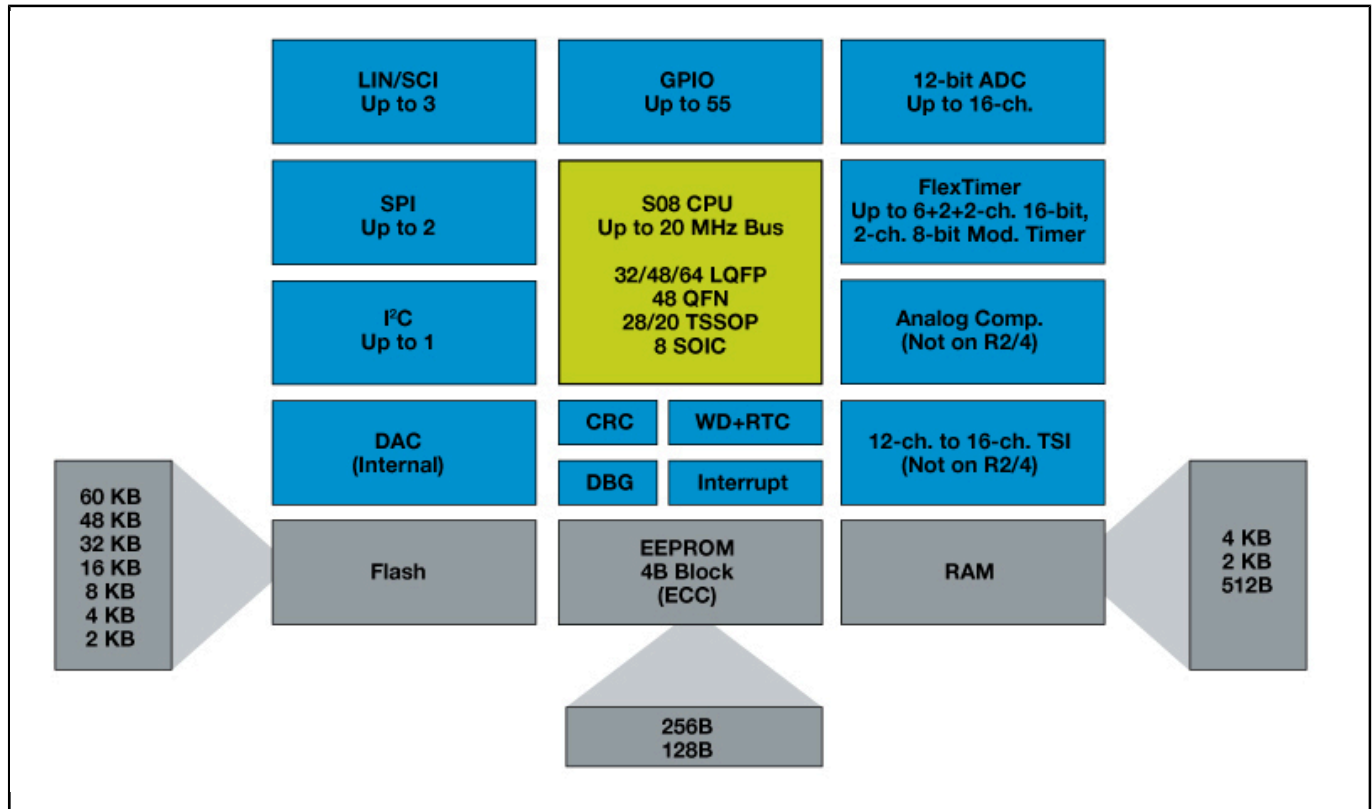 LIN/SCI
Up to 3
GPIO
Up to 55
12-bit ADC
Up to 16-ch.
SPI
Up to 2
S08 CPU
Up to 20 MHz Bus
32/48/64 LQFP
48 QFN
28/20 TSSOP
8 SOIC
FlexTimer
Up to 6+2+2-ch. 16-bit,
2-ch. 8-bit Mod. Timer
I²C
Up to 1
Analog Comp.
(Not on R2/4)
DAC
(Internal)
CRC
WD+RTC
DBG
Interrupt
12-ch. to 16-ch. TSI
(Not on R2/4)
60 KB
48 KB
32 KB
16 KB
8 KB
4 KB
2 KB
Flash
EEPROM
4B Block
(ECC)
RAM
4 KB
2 KB
512B
256B
128B